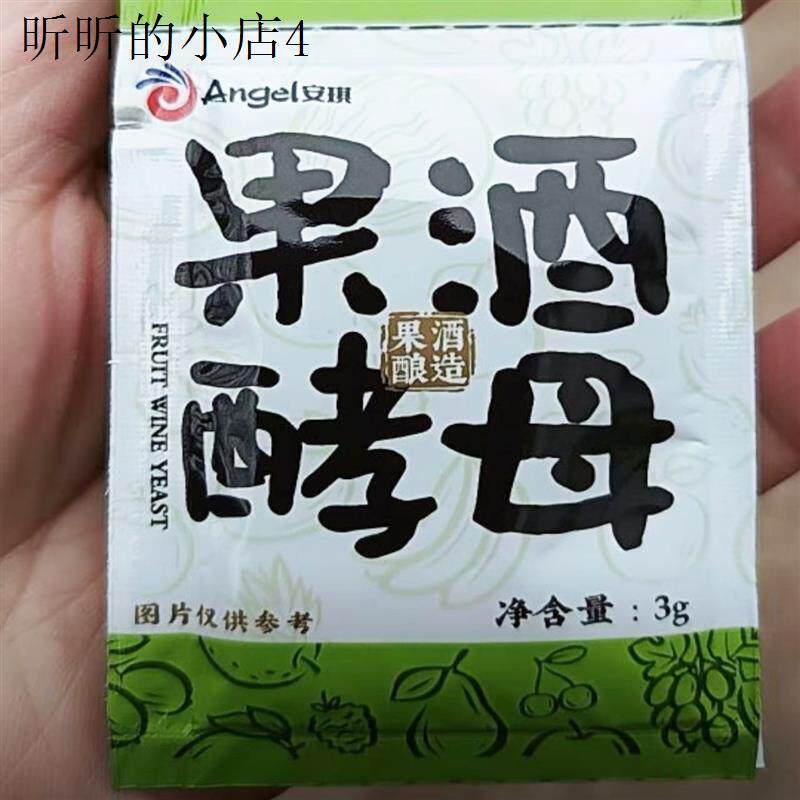 昕昕的小店4
Angel安琪
果酒
酵母
果酒
酿造
FRUIT WINE YEAST
图片仅供参考
净含量：3g